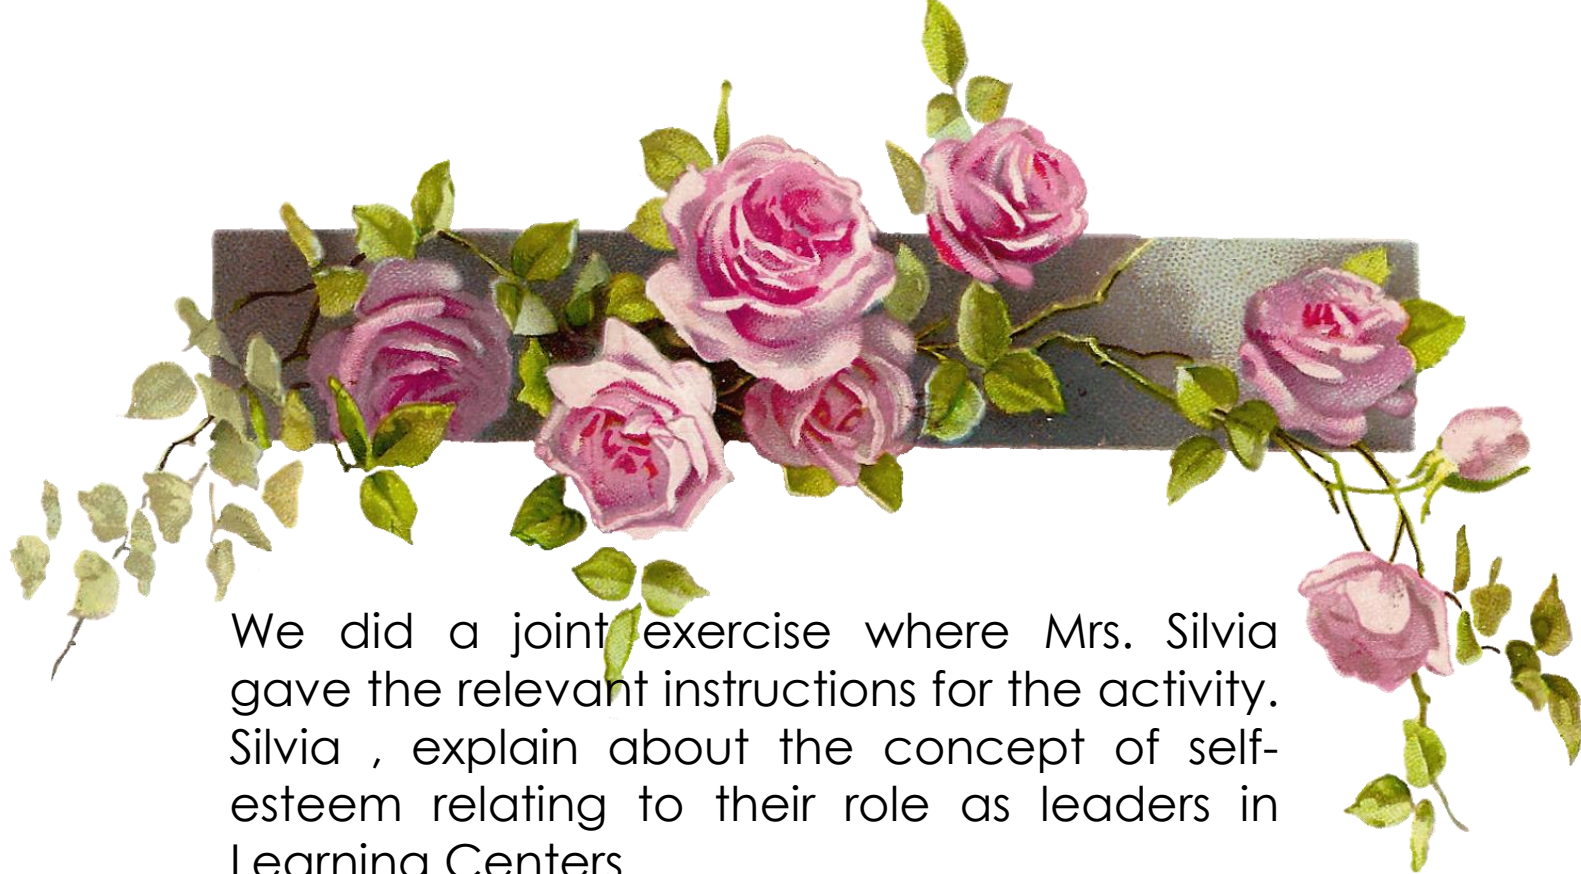 We did a joint exercise where Mrs. Silvia
gave the relevant instructions for the activity.
Silvia , explain about the concept of self-
esteem relating to their role as leaders in
Learning Centers